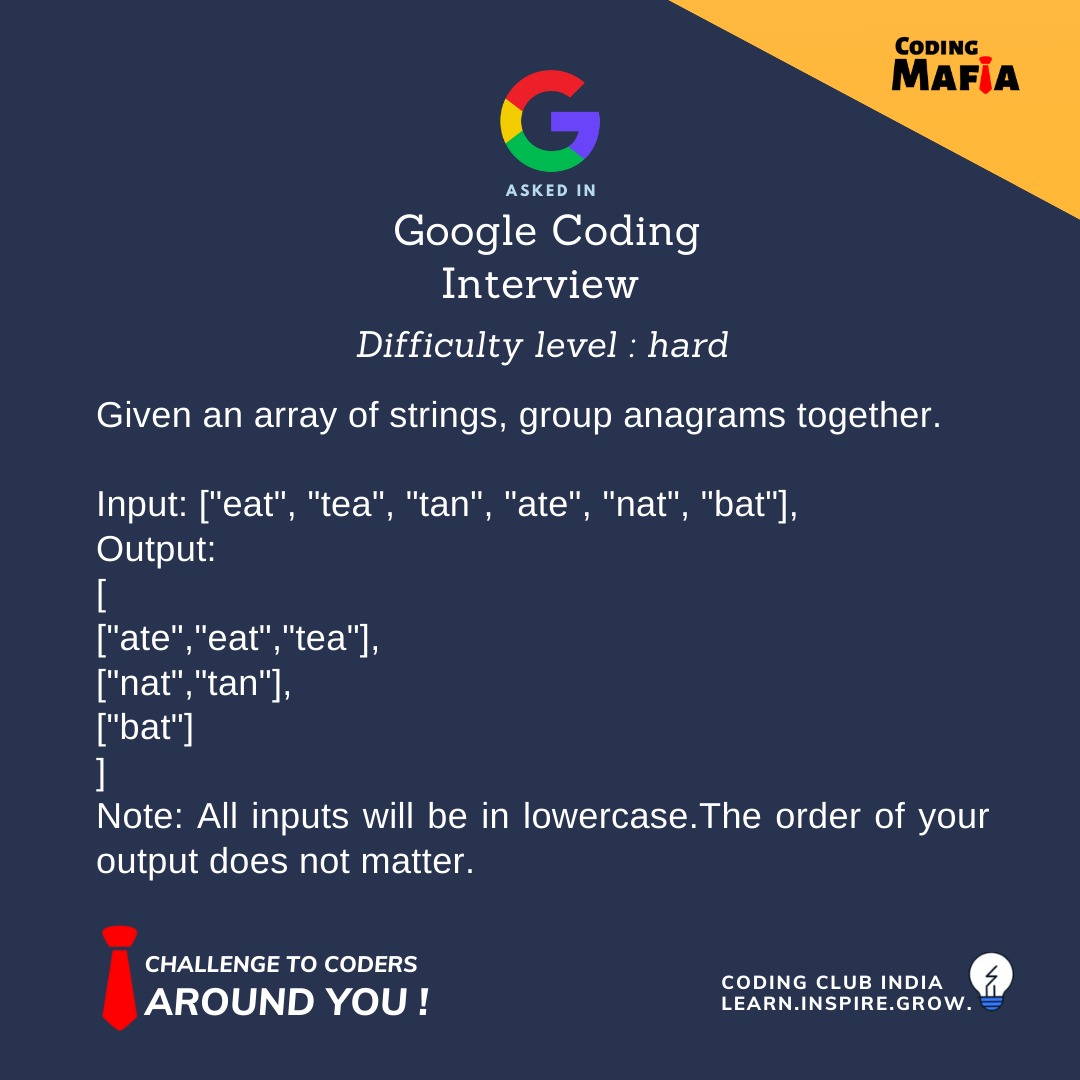 CODING
MAFIA
ASKED IN
Google Coding
Interview
Difficulty level : hard
Given an array of strings, group anagrams together.
Input: ["eat", "tea", "tan", "ate", "nat", "bat"],
Output:
[
["ate","eat","tea"],
["nat","tan"],
["bat"]
]
Note: All inputs will be in lowercase.The order of your
output does not matter.
CHALLENGE TO CODERS
AROUND YOU !
CODING CLUB INDIA
LEARN.INSPIRE.GROW.